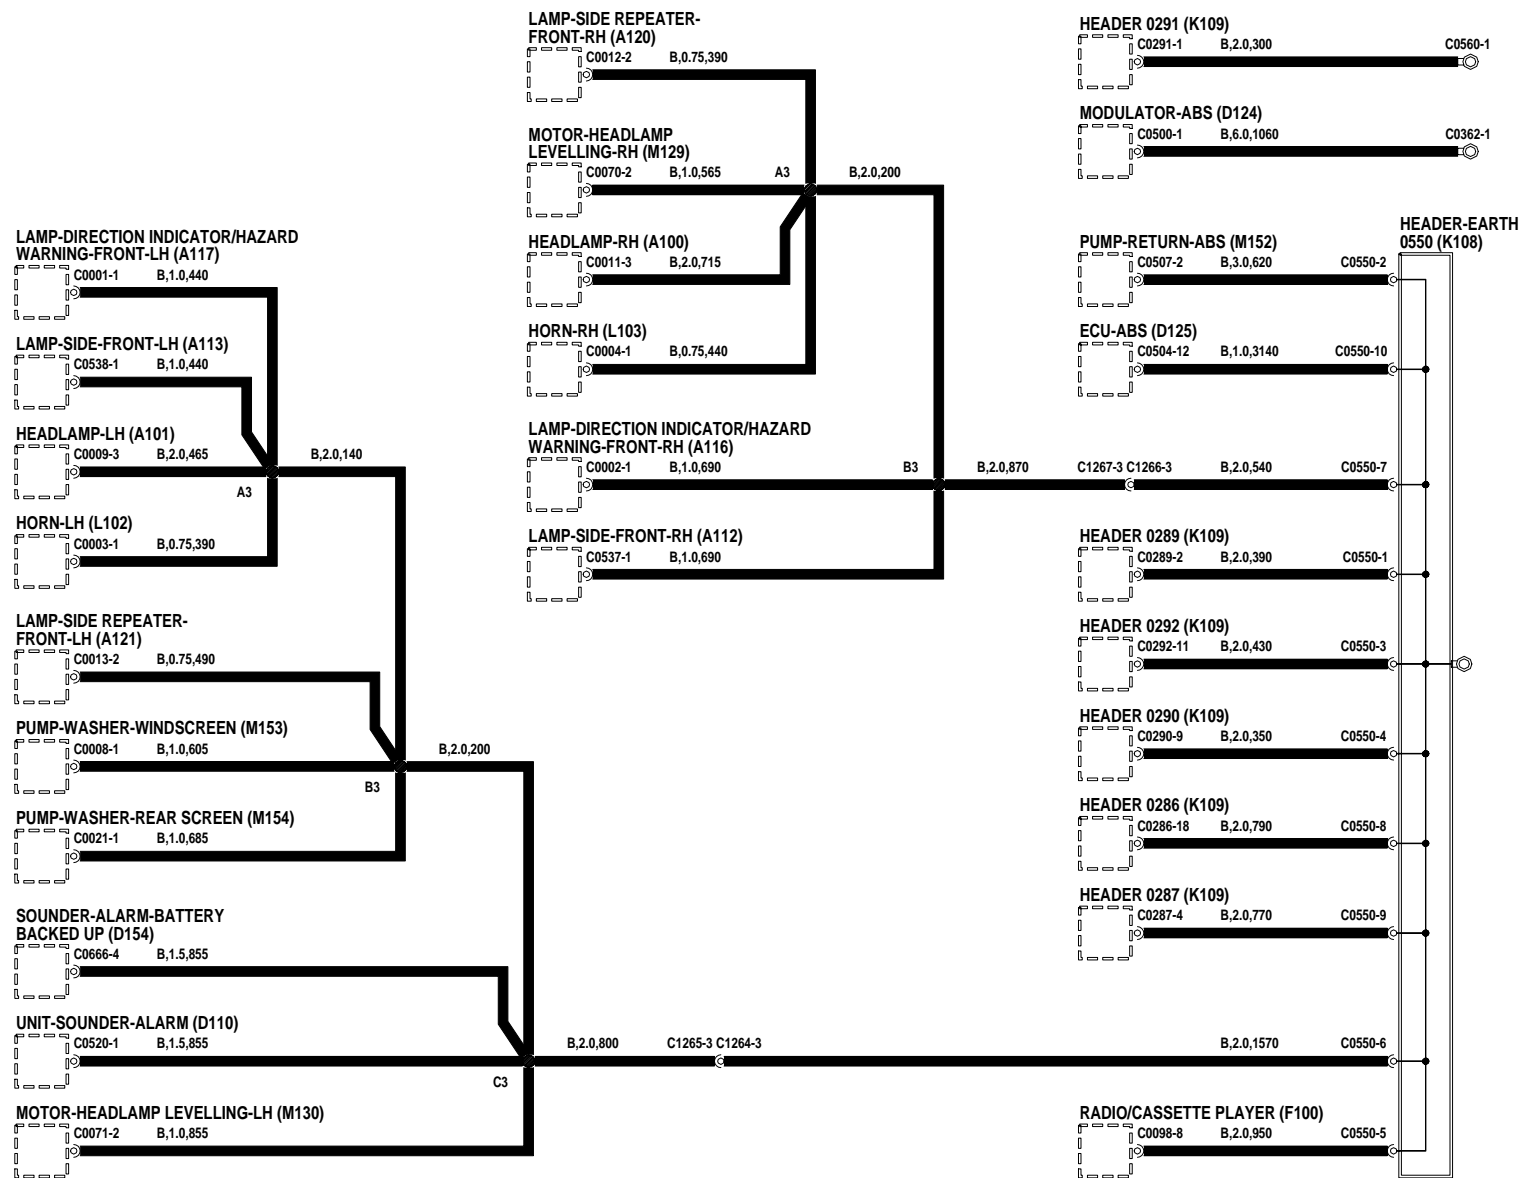 LAMP-DIRECTION INDICATOR/HAZARD
WARNING-FRONT-LH (A117)
C0001-1 B,1.0,440
LAMP-SIDE-FRONT-LH (A113)
C0538-1 B,1.0,440
HEADLAMP-LH (A101)
C0009-3 B,2.0,465 B,2.0,140
A3
HORN-LH (L102)
C0003-1 B,0.75,390
LAMP-SIDE REPEATER-
FRONT-LH (A121)
C0013-2 B,0.75,490
PUMP-WASHER-WINDSCREEN (M153)
C0008-1 B,1.0,605 B,2.0,200
B3
PUMP-WASHER-REAR SCREEN (M154)
C0021-1 B,1.0,685
SOUNDER-ALARM-BATTERY
BACKED UP (D154)
C0666-4 B,1.5,855
UNIT-SOUNDER-ALARM (D110)
C0520-1 B,1.5,855 B,2.0,800 C1265-3 C1264-3 B,2.0,1570 C0550-6
C3
MOTOR-HEADLAMP LEVELLING-LH (M130)
C0071-2 B,1.0,855
LAMP-SIDE REPEATER-
FRONT-RH (A120)
C0012-2 B,0.75,390
MOTOR-HEADLAMP
LEVELLING-RH (M129)
C0070-2 B,1.0,565 A3 B,2.0,200
HEADLAMP-RH (A100)
C0011-3 B,2.0,715
HORN-RH (L103)
C0004-1 B,0.75,440
LAMP-DIRECTION INDICATOR/HAZARD
WARNING-FRONT-RH (A116)
C0002-1 B,1.0,690 B3 B,2.0,870 C1267-3 C1266-3 B,2.0,540 C0550-7
LAMP-SIDE-FRONT-RH (A112)
C0537-1 B,1.0,690
HEADER 0291 (K109)
C0291-1 B,2.0,300 C0560-1
MODULATOR-ABS (D124)
C0500-1 B,6.0,1060 C0362-1
HEADER-EARTH
0550 (K108)
PUMP-RETURN-ABS (M152)
C0507-2 B,3.0,620 C0550-2
ECU-ABS (D125)
C0504-12 B,1.0,3140 C0550-10
HEADER 0289 (K109)
C0289-2 B,2.0,390 C0550-1
HEADER 0292 (K109)
C0292-11 B,2.0,430 C0550-3
HEADER 0290 (K109)
C0290-9 B,2.0,350 C0550-4
HEADER 0286 (K109)
C0286-18 B,2.0,790 C0550-8
HEADER 0287 (K109)
C0287-4 B,2.0,770 C0550-9
RADIO/CASSETTE PLAYER (F100)
C0098-8 B,2.0,950 C0550-5